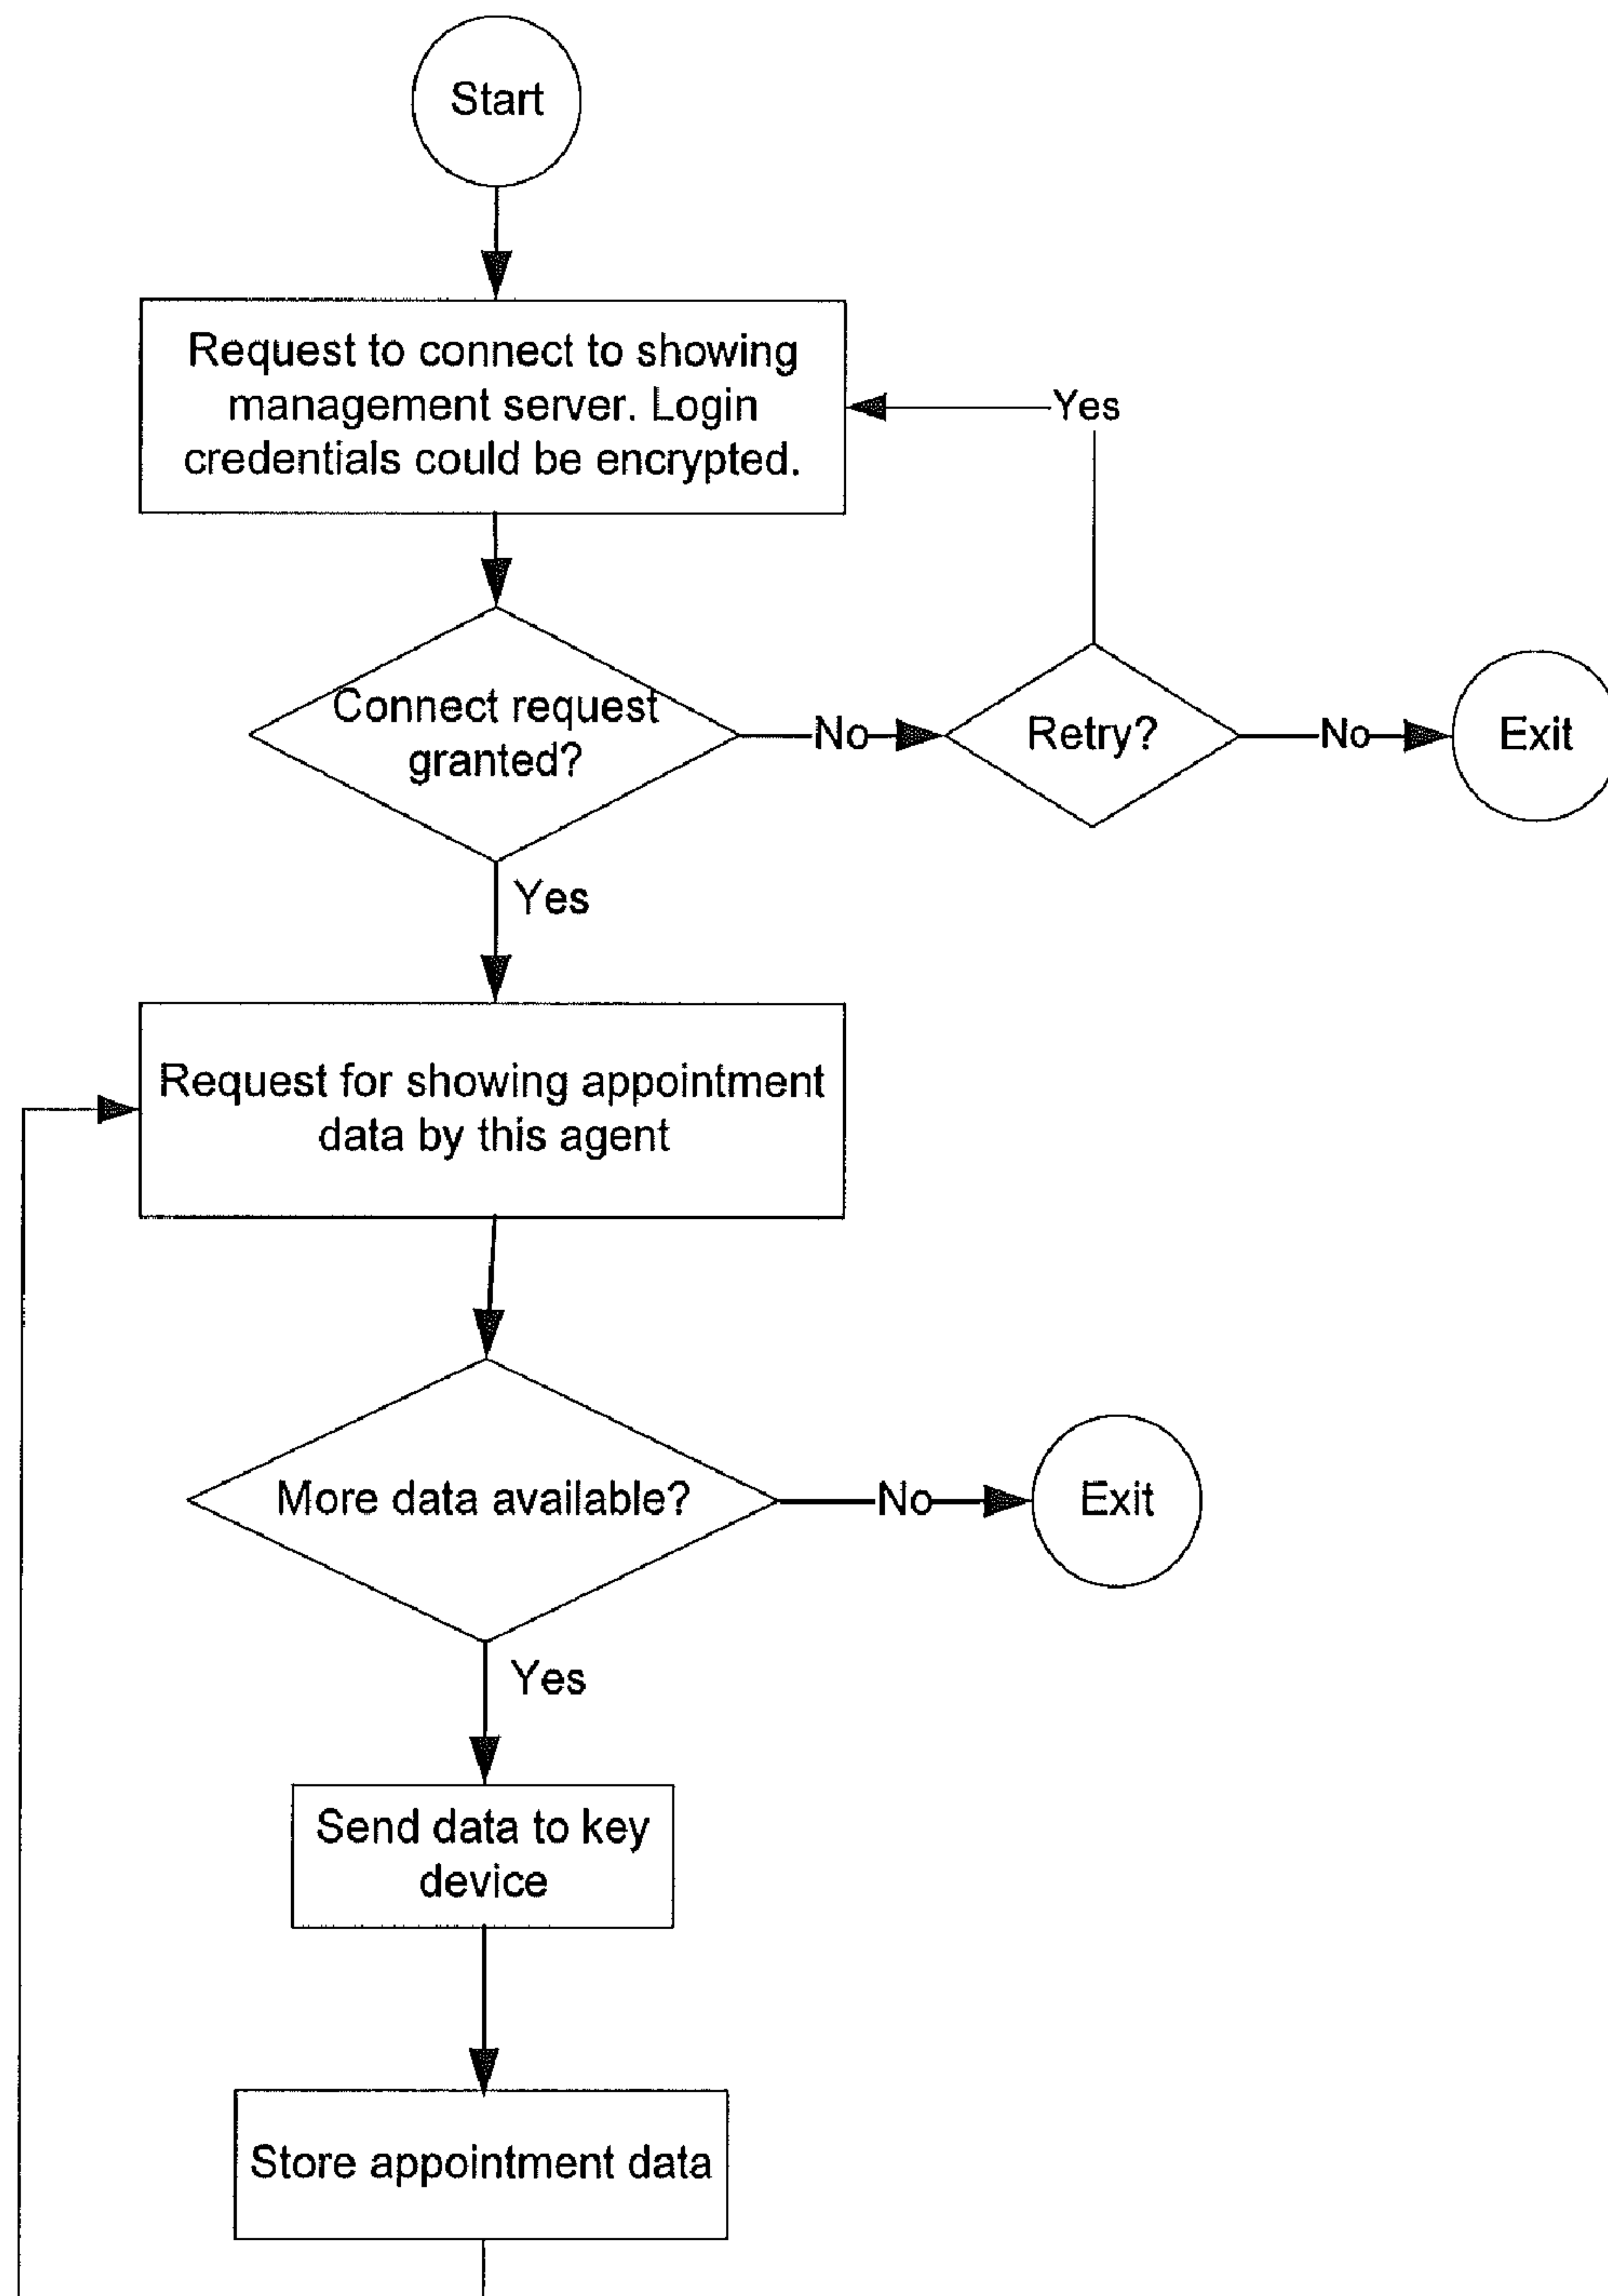 Start
Request to connect to showing
management server. Login
credentials could be encrypted.
Yes
Connect request
granted?
No
Retry?
No
Exit
Yes
Request for showing appointment
data by this agent
More data available?
No
Exit
Yes
Send data to key
device
Store appointment data